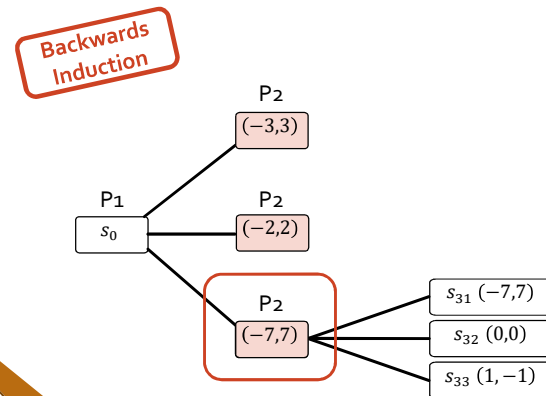 Backwards
Induction
P2
(−3,3)
P1
s₀
P2
(−2,2)
P2
(−7,7)
s₃₁ (−7,7)
s₃₂ (0,0)
s₃₃ (1, −1)